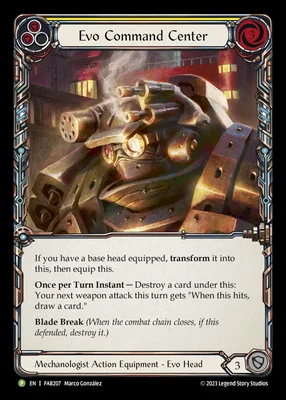 Evo Command Center
If you have a base head equipped, transform it into
this, then equip this.
Once per Turn Instant — Destroy a card under this:
Your next weapon attack this turn gets "When this hits,
draw a card."
Blade Break (When the combat chain closes, if this
defended, destroy it.)
Mechanologist Action Equipment - Evo Head
3
P EN | FAB207 Marco González
© 2023 Legend Story Studios